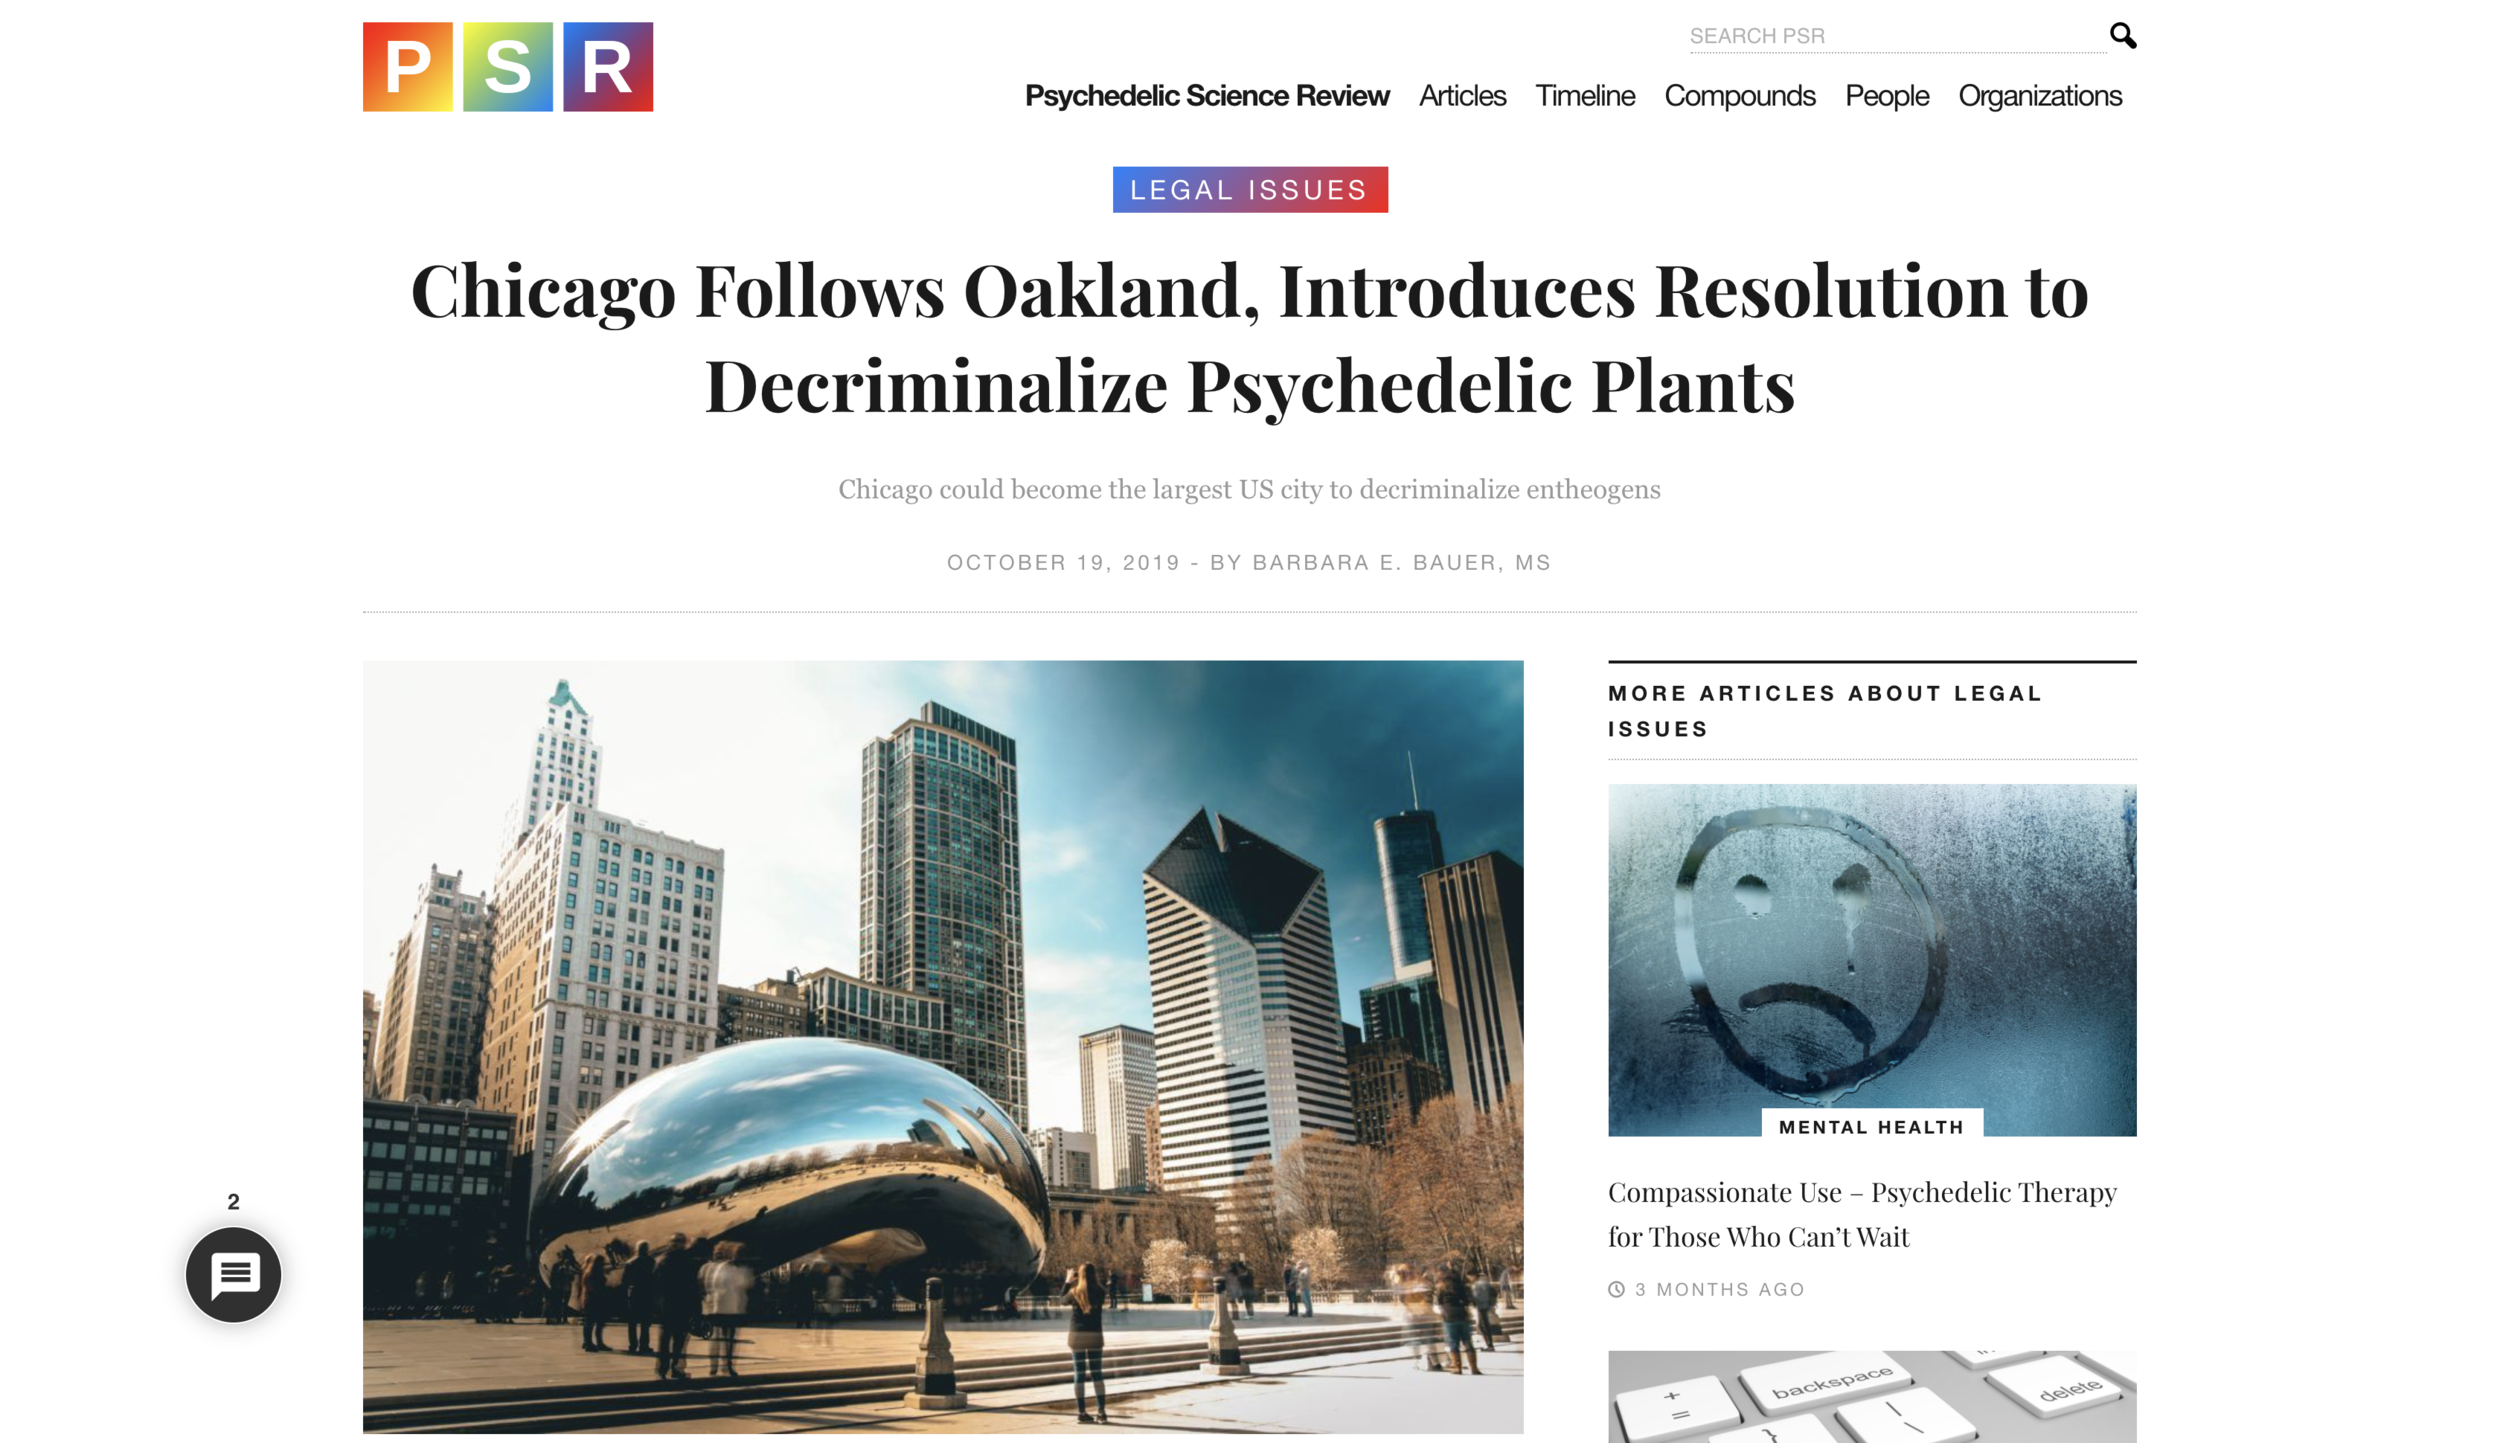 P S R
SEARCH PSR
Psychedelic Science Review Articles Timeline Compounds People Organizations
LEGAL ISSUES
Chicago Follows Oakland, Introduces Resolution to
Decriminalize Psychedelic Plants
Chicago could become the largest US city to decriminalize entheogens
OCTOBER 19, 2019 - BY BARBARA E. BAUER, MS
MORE ARTICLES ABOUT LEGAL
ISSUES
MENTAL HEALTH
Compassionate Use – Psychedelic Therapy
for Those Who Can’t Wait
3 MONTHS AGO
2
+
=
backspace
delete
|
\
}